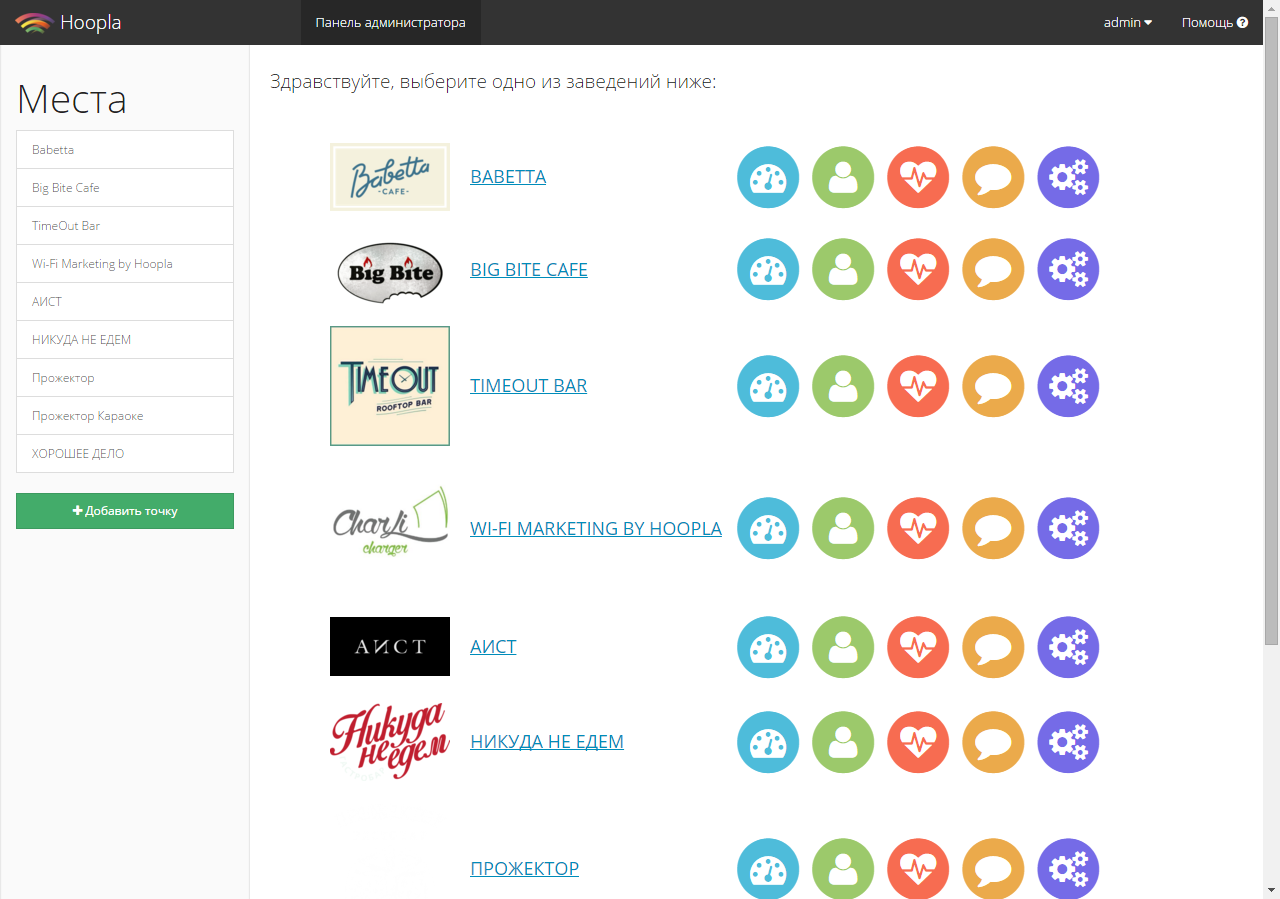 Hoopla
Панель администратора
admin
Помощь
Места
Babetta
Big Bite Cafe
TimeOut Bar
Wi-Fi Marketing by Hoopla
АИСТ
НИКУДА НЕ ЕДЕМ
Прожектор
Прожектор Караоке
ХОРОШЕЕ ДЕЛО
Добавить точку
Здравствуйте, выберите одно из заведений ниже:
Babetta
-CAFE-
BABETTA
Big Bite
BIG BITE CAFE
TIMEOUT
ROOFTOP BAR
TIMEOUT BAR
Charli
charger
WI-FI MARKETING BY HOOPLA
АИСТ
АИСТ
Никуда
не едем
НИКУДА НЕ ЕДЕМ
ПРОЖЕКТОР